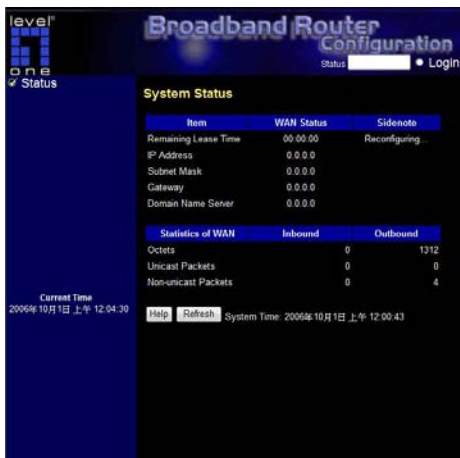 level
one
Broadband Router
Configuration
Status
Login
Status
System Status
Item WAN Status Sidenote
Remaining Lease Time 00:00:00 Reconfiguring...
IP Address 0.0.0.0
Subnet Mask 0.0.0.0
Gateway 0.0.0.0
Domain Name Server 0.0.0.0
Statistics of WAN Inbound Outbound
Octets 0 1312
Unicast Packets 0 0
Non-unicast Packets 0 4
Current Time
2006年10月1日 上午 12:04:30
Help Refresh System Time: 2006年10月1日 上午 12:00:43